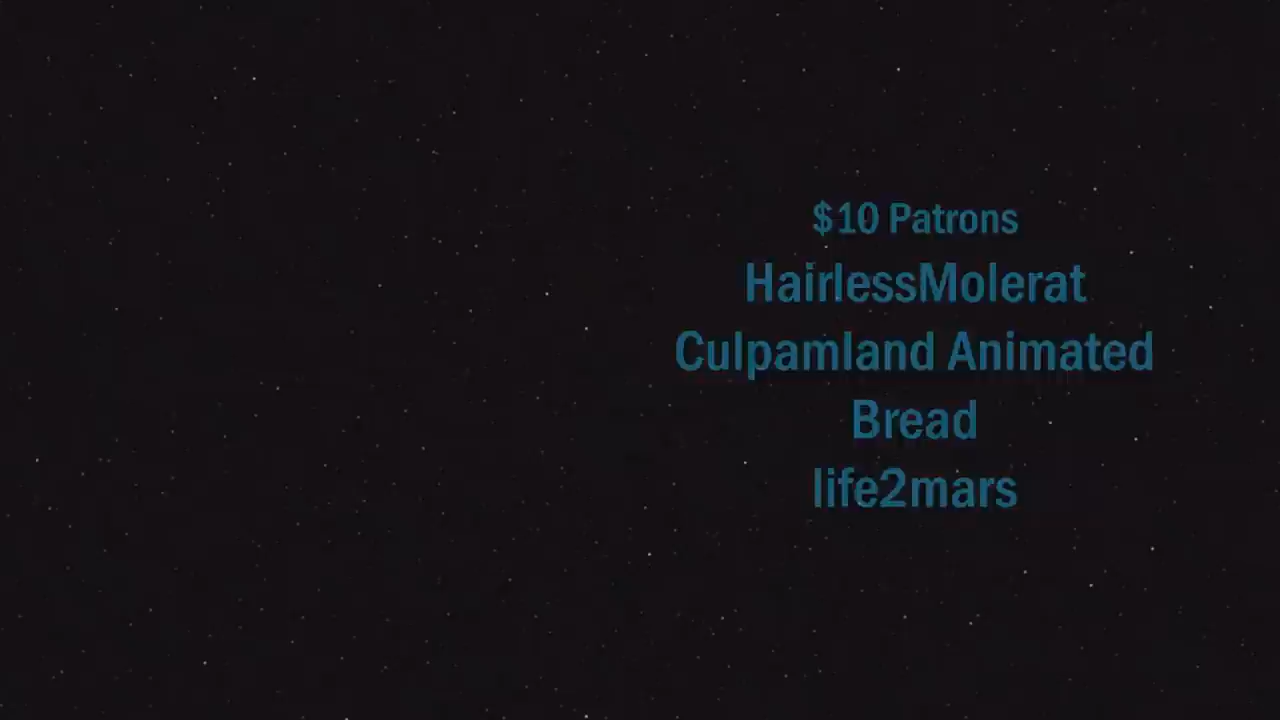 $10 Patrons
HairlessMolerat
Culpamland Animated
Bread
life2mars